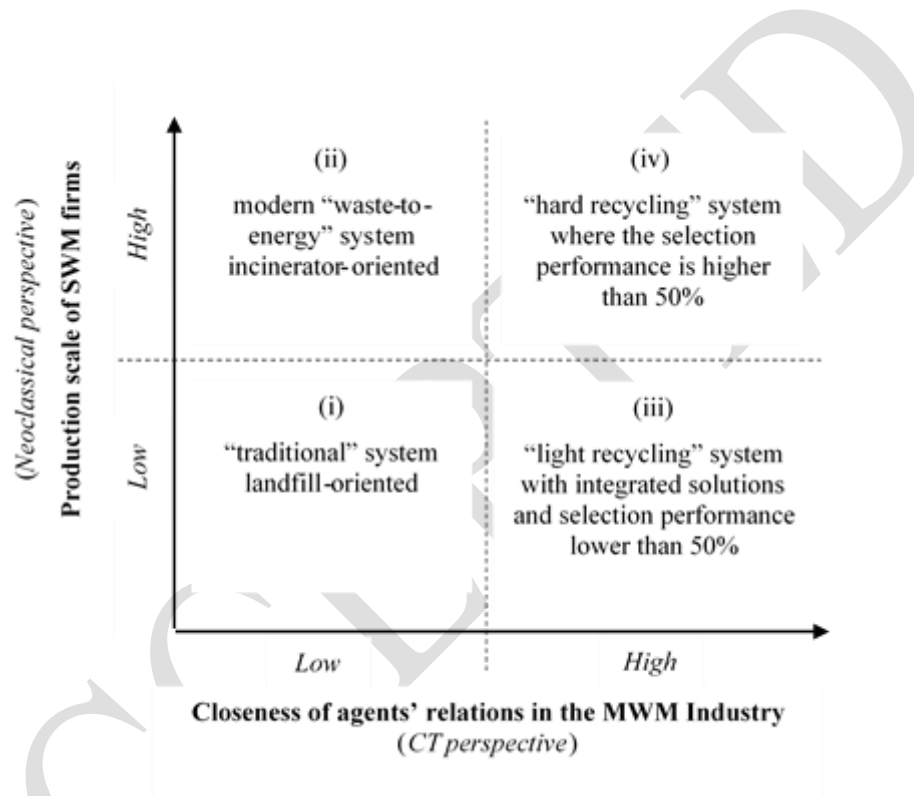 (Neoclassical perspective)
Production scale of SWM firms
High
Low
(ii)
modern “waste-to-
energy” system
incinerator-oriented
(iv)
“hard recycling” system
where the selection
performance is higher
than 50%
(i)
“traditional” system
landfill-oriented
(iii)
“light recycling” system
with integrated solutions
and selection performance
lower than 50%
Low
High
Closeness of agents’ relations in the MWM Industry
(CT perspective)